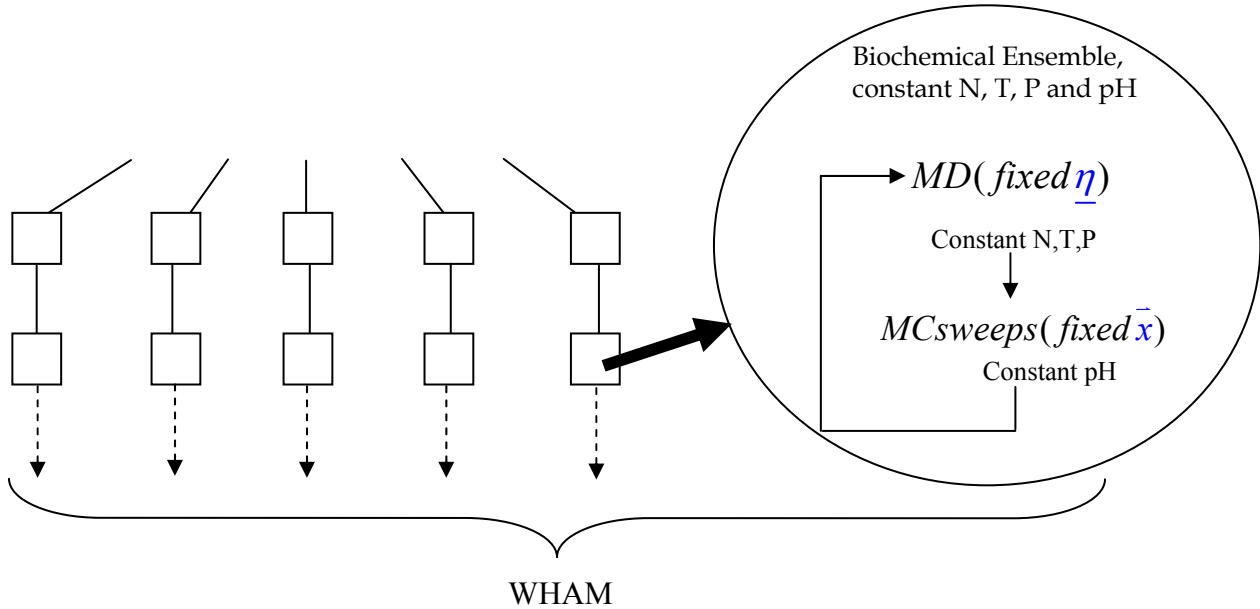 Biochemical Ensemble,
constant N, T, P and pH
MD(fixed η)
Constant N,T,P
MCsweeps(fixed x⃗)
Constant pH
WHAM